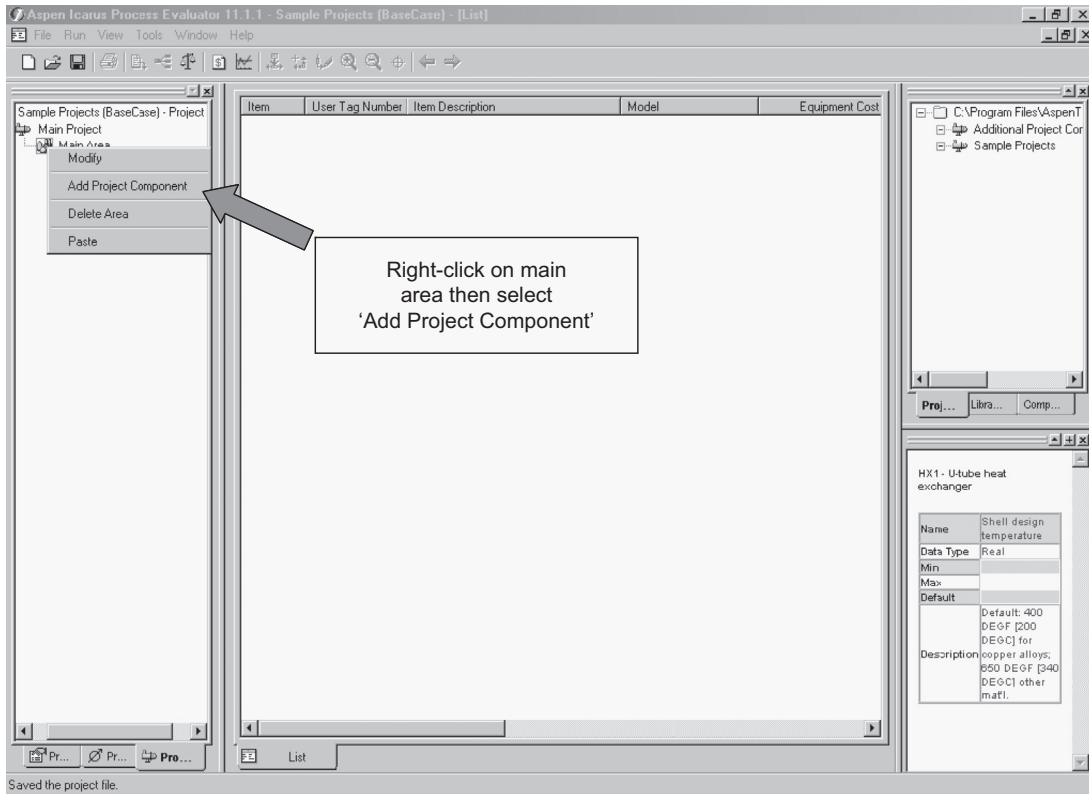 Aspen Icarus Process Evaluator 11.1.1 - Sample Projects (BaseCase) - [List]
File Run View Tools Window Help
Sample Projects (BaseCase) - Project
Main Project
Main Area
Modify
Add Project Component
Delete Area
Paste
Item User Tag Number Item Description Model Equipment Cost
Right-click on main
area then select
‘Add Project Component’
C:\Program Files\AspenT
Additional Project Cor
Sample Projects
Proj... Libra... Comp...
HX1 - U-tube heat
exchanger
Name Shell design
temperature
Data Type Real
Min
Max
Default
Description Default: 400
DEGF [200
DEGC] for
copper alloys;
650 DEGF [340
DEGC] other
mat'l.
Pr... Pr... Pro...
List
Saved the project file.